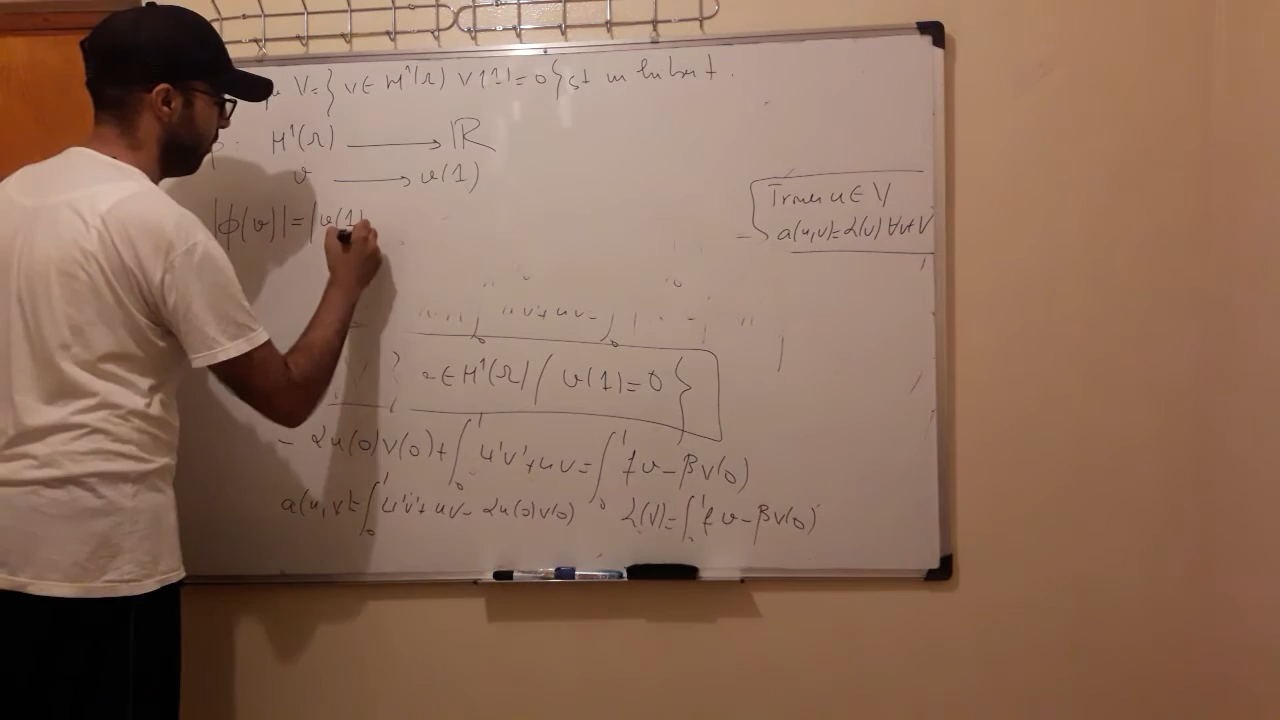 V = { v ∈ H¹(Ω) v(1) = 0 } st un
H¹(Ω) ⟶ ℝ
v ⟶ v(1)
|ϕ(v)| = |v(1)
Trouver u ∈ V
a(u,v) = L(v) ∀v ∈ V
∈ H¹(Ω) / v(1) = 0 }
- αu(0)v(0) + ∫₀¹ u'v' + uv = ∫₀¹ fv - βv(0)
a(u,v) = ∫₀¹ u'v' + uv - αu(0)v(0) L(v) = ∫₀¹ fv - βv(0)